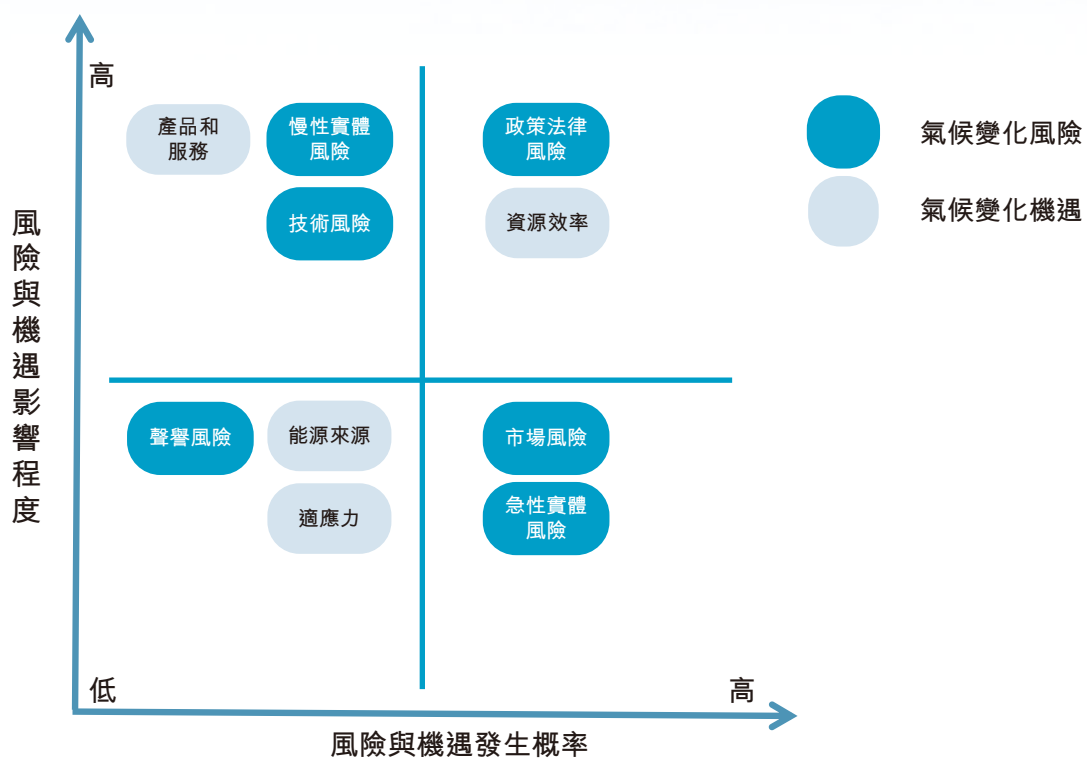 高
產品和
服務
慢性實體
風險
政策法律
風險
氣候變化風險
技術風險
資源效率
氣候變化機遇
風險與機遇影響程度
聲譽風險
能源來源
市場風險
適應力
急性實體
風險
低
高
風險與機遇發生概率